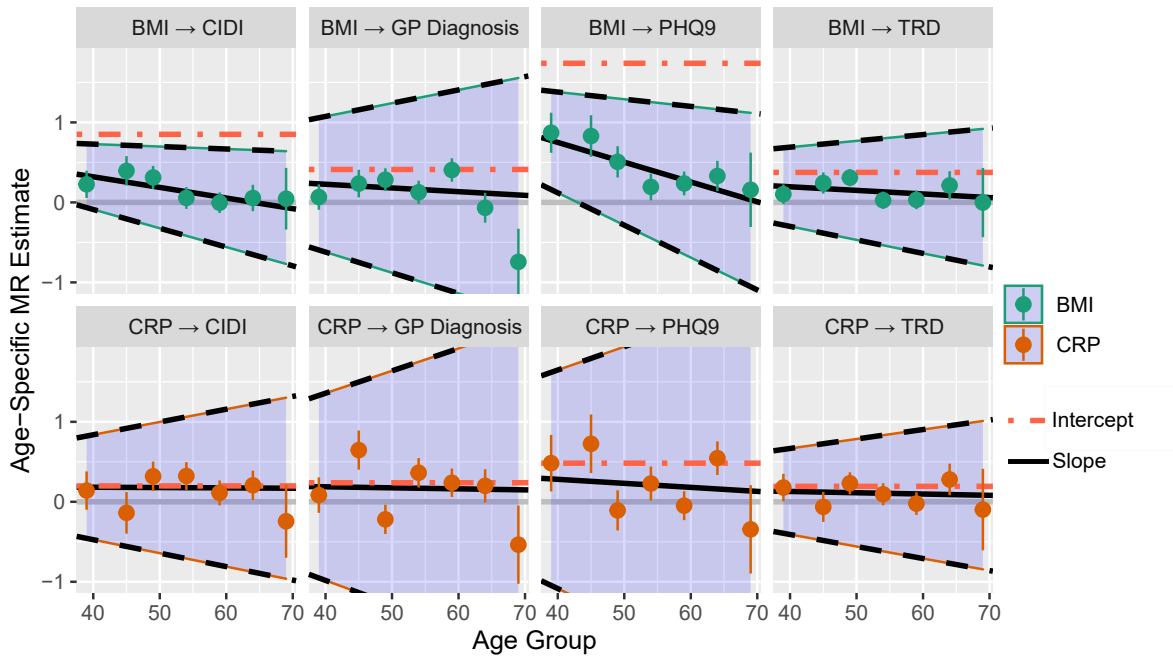 BMI → CIDI
BMI → GP Diagnosis
BMI → PHQ9
BMI → TRD
1
0
−1
CRP → CIDI
CRP → GP Diagnosis
CRP → PHQ9
CRP → TRD
1
0
−1
40 50 60 70
40 50 60 70
40 50 60 70
40 50 60 70
Age Group
Age−Specific MR Estimate
BMI
CRP
Intercept
Slope